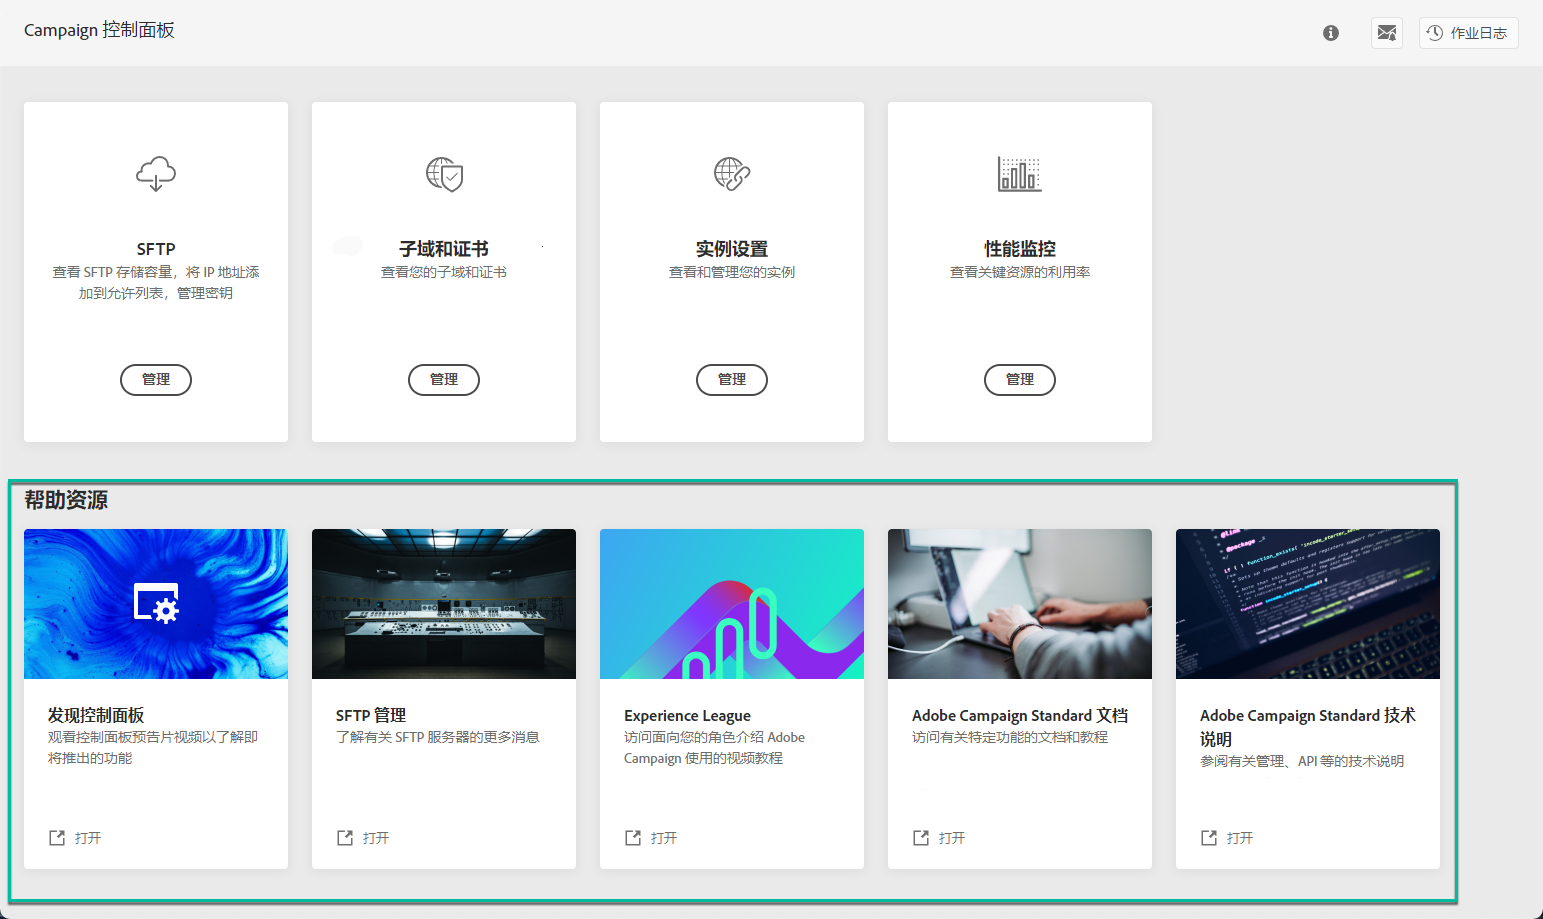 Campaign 控制面板
作业日志
SFTP
查看 SFTP 存储容量，将 IP 地址添
加到允许列表，管理密钥
管理
子域和证书
查看您的子域和证书
管理
实例设置
查看和管理您的实例
管理
性能监控
查看关键资源的利用率
管理
帮助资源
发现控制面板
观看控制面板预告片视频以了解即
将推出的功能
打开
SFTP 管理
了解有关 SFTP 服务器的更多消息
打开
Experience League
访问面向您的角色介绍 Adobe
Campaign 使用的视频教程
打开
Adobe Campaign Standard 文档
访问有关特定功能的文档和教程
打开
@link
@package
Adobe Campaign Standard 技术
说明
参阅有关管理、API 等的技术说明
打开